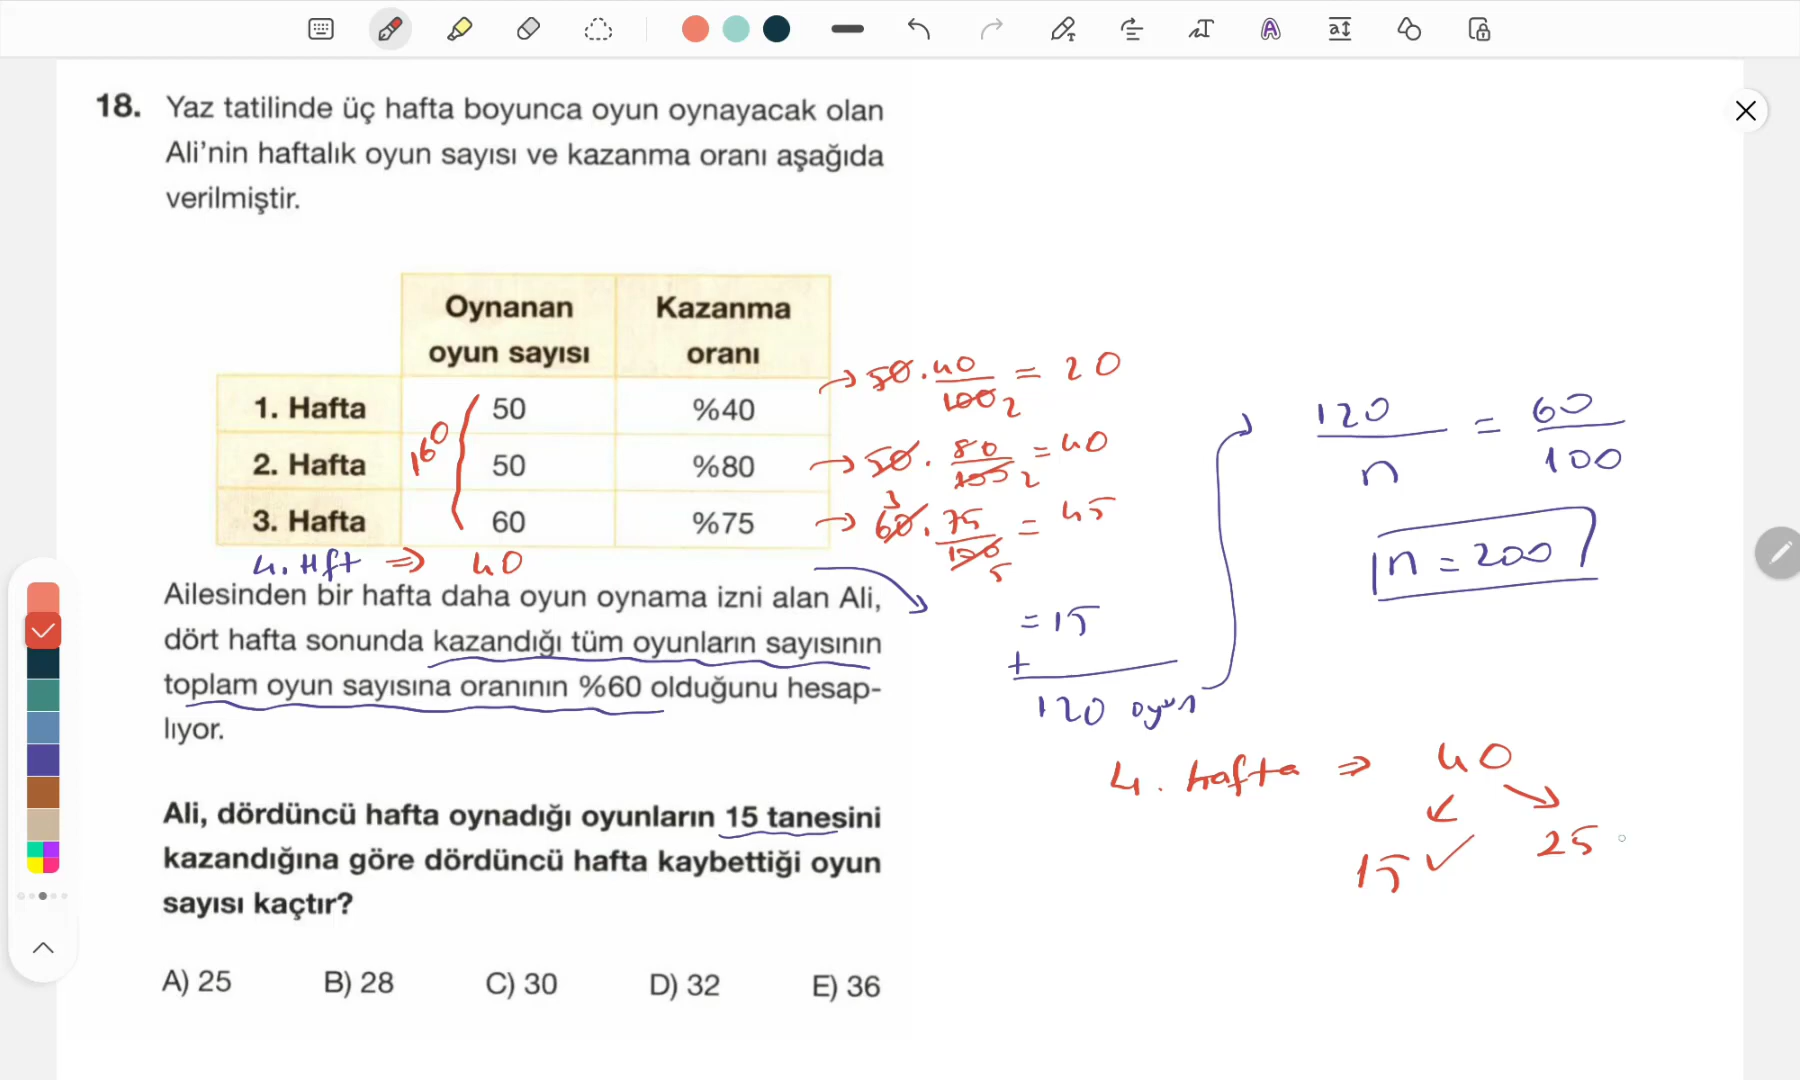 18. Yaz tatilinde üç hafta boyunca oyun oynayacak olan
Ali'nin haftalık oyun sayısı ve kazanma oranı aşağıda
verilmiştir.
Oynanan oyun sayısı Kazanma oranı
1. Hafta 50 %40 → 50 . 40/100 2 = 20
2. Hafta 50 %80 → 50 . 80/100 2 = 40
3. Hafta 60 %75 → 60 3 . 75/100 5 = 45
160
4. Hft ⇒ 40
Ailesinden bir hafta daha oyun oynama izni alan Ali,
dört hafta sonunda kazandığı tüm oyunların sayısının
toplam oyun sayısına oranının %60 olduğunu hesap-
lıyor.
= 15
+
120 oyun
120/n = 60/100
n = 200
4. hafta ⇒ 40
15 ✓ 25
Ali, dördüncü hafta oynadığı oyunların 15 tanesini
kazandığına göre dördüncü hafta kaybettiği oyun
sayısı kaçtır?
A) 25 B) 28 C) 30 D) 32 E) 36